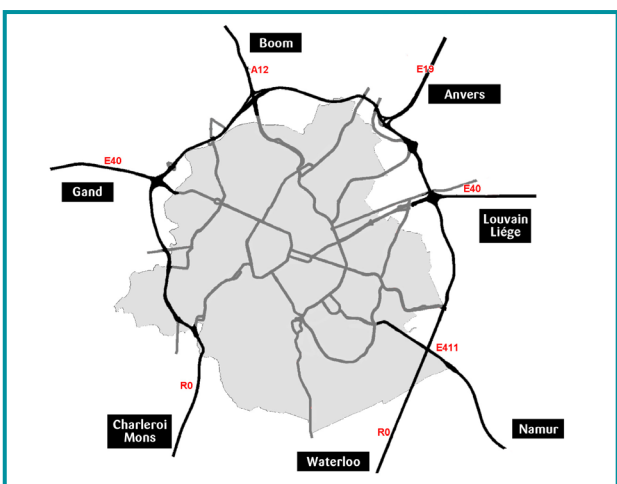 Boom
A12
E19
Anvers
E40
Gand
E40
Louvain
Liége
E411
R0
Charleroi
Mons
R0
Namur
Waterloo